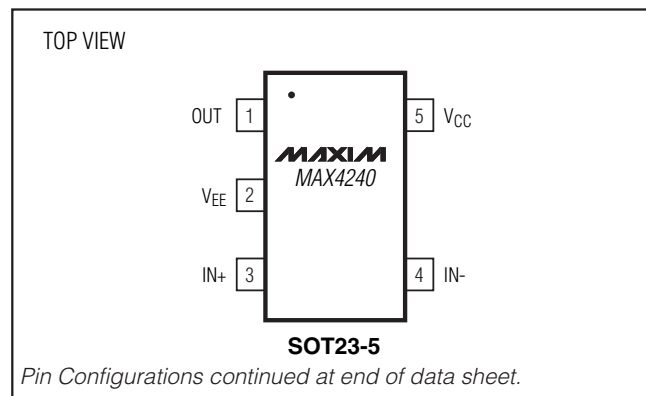 TOP VIEW
OUT 1
5 VCC
MAXIM
MAX4240
VEE 2
IN+ 3
4 IN-
SOT23-5
Pin Configurations continued at end of data sheet.